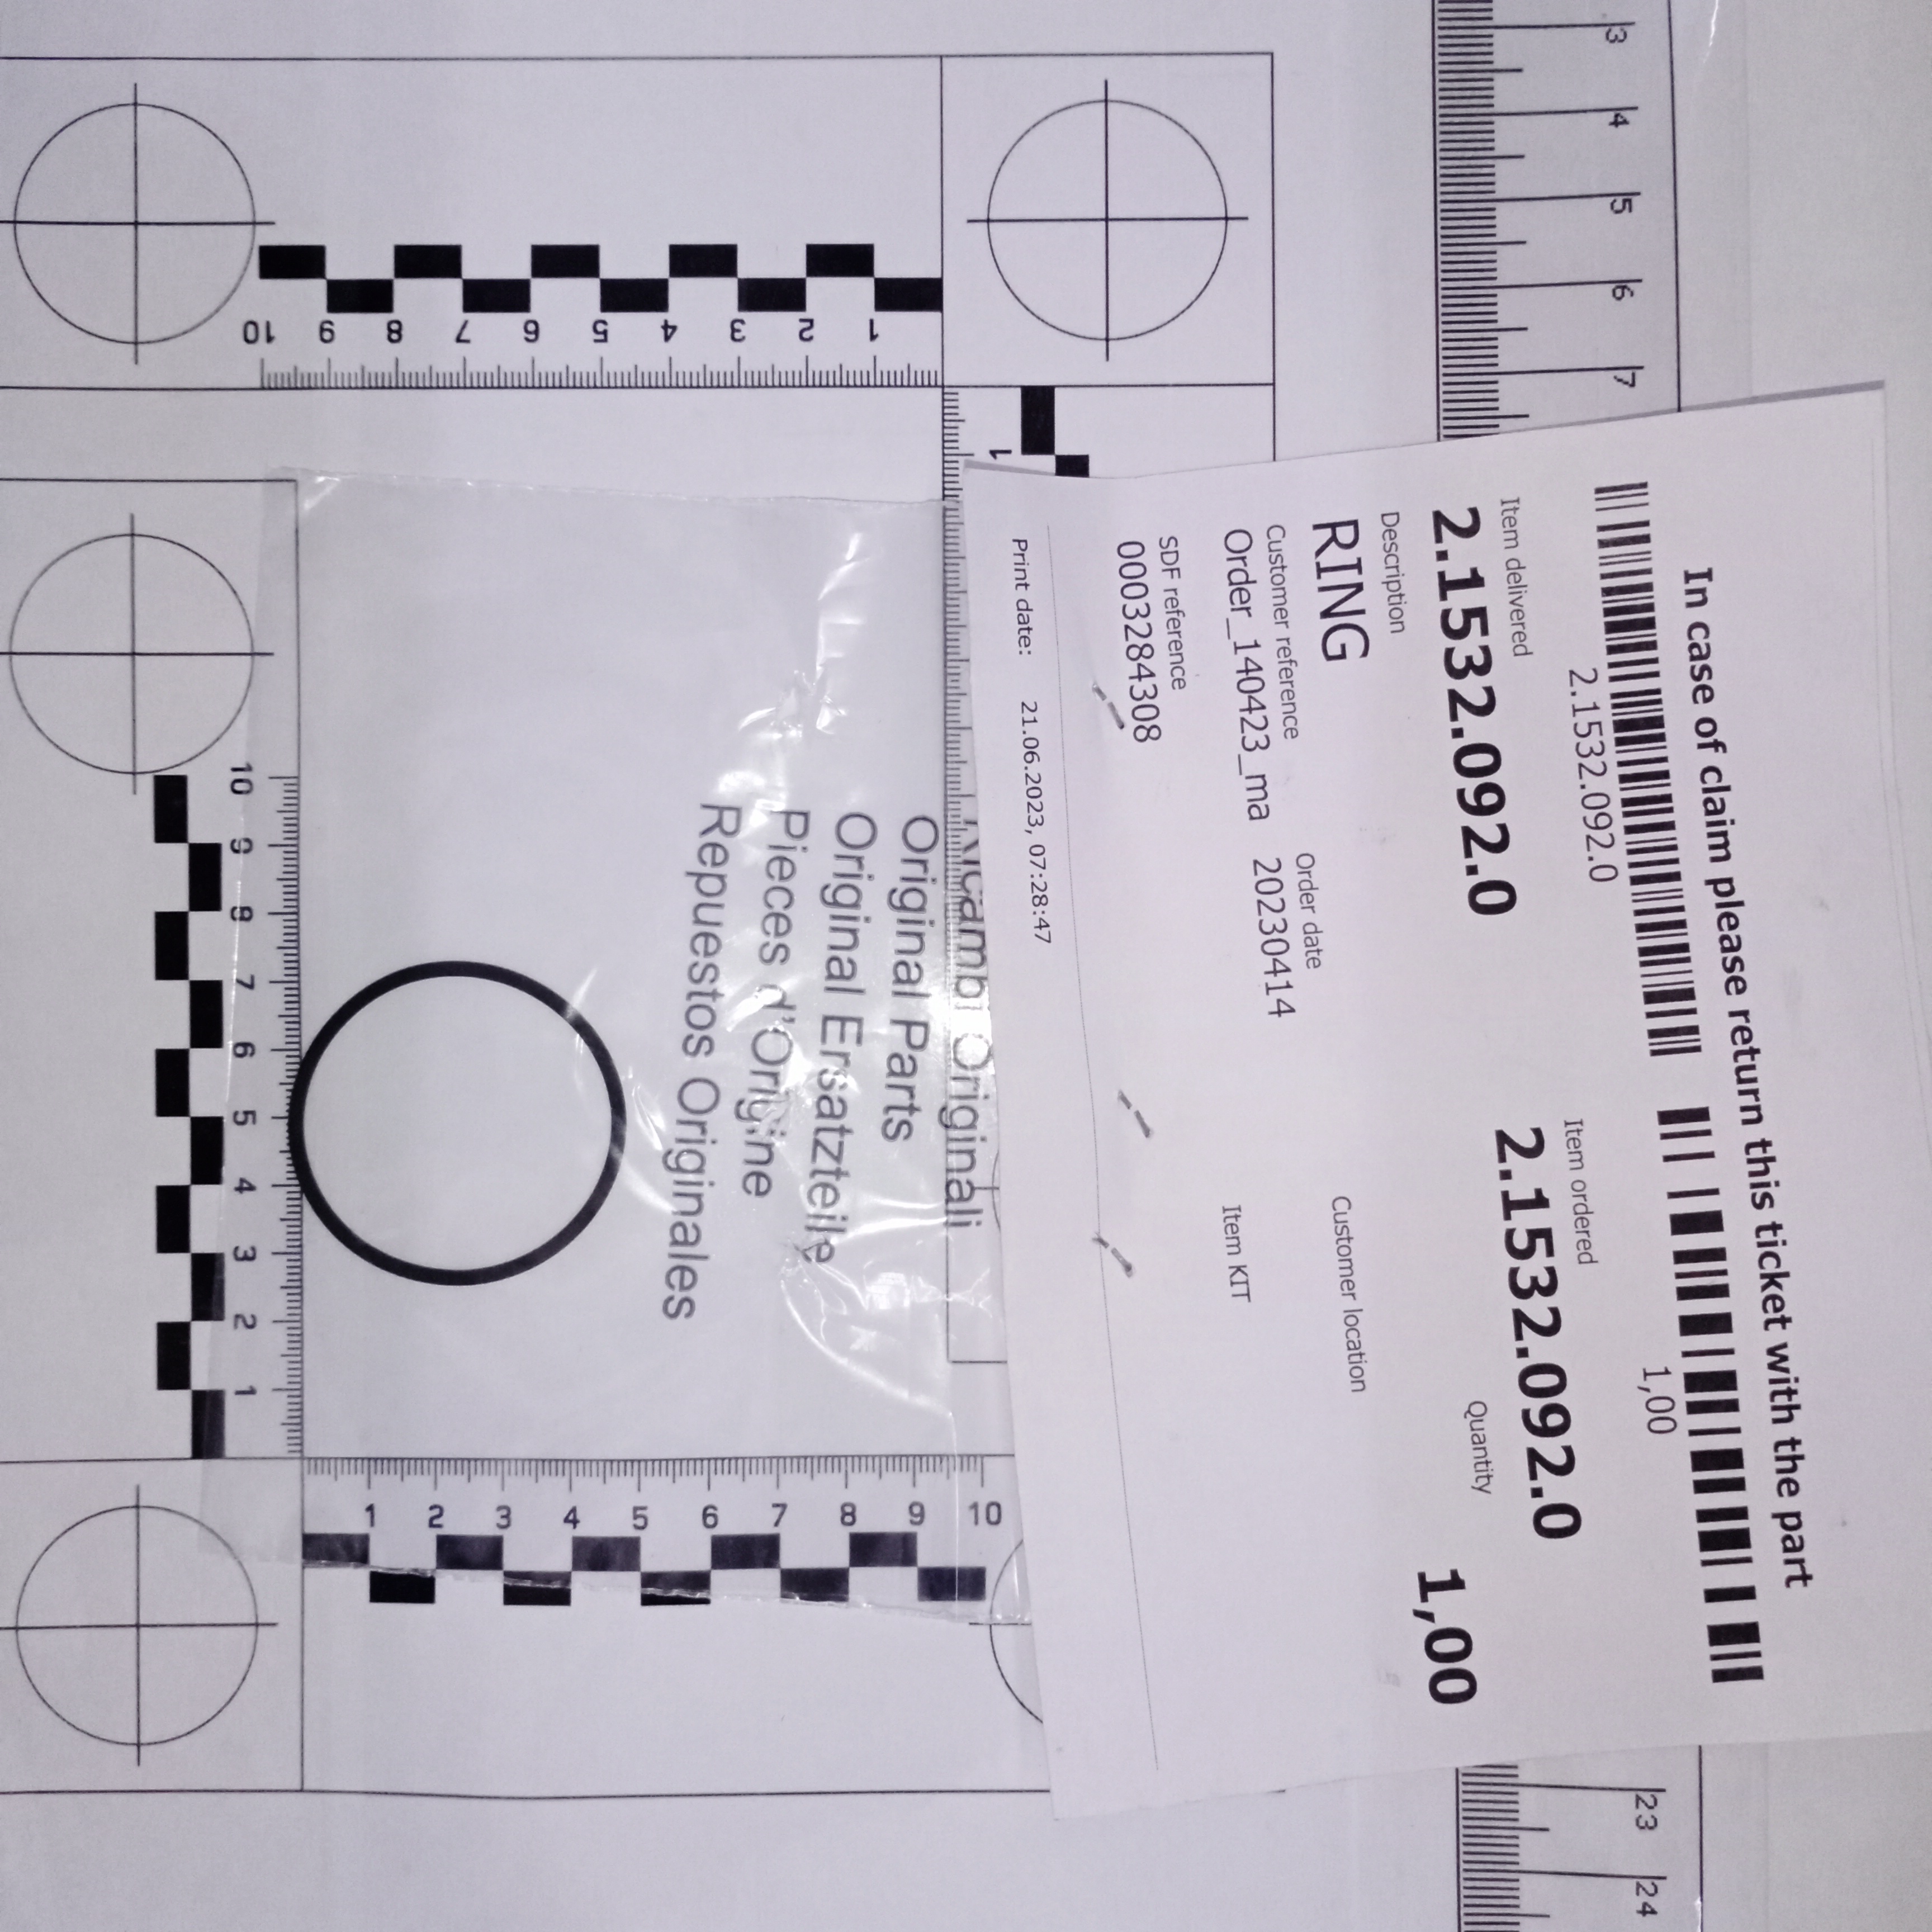 In case of claim please return this ticket with the part
2.1532.092.0
1,00
Item delivered
2.1532.092.0
Item ordered
2.1532.092.0
Description
RING
Quantity
1,00
Customer reference
Order_140423_ma
Order date
20230414
Customer location
SDF reference
0003284308
Item KIT
Print date: 21.06.2023, 07:28:47
Ricambi Originali
Original Parts
Original Ersatzteile
Pieces d'Origine
Repuestos Originales
10 9 8 7 6 5 4 3 2 1
1
10 9 8 7 6 5 4 3 2 1
1 2 3 4 5 6 7 8 9 10
3 4 5 6 7
23 24